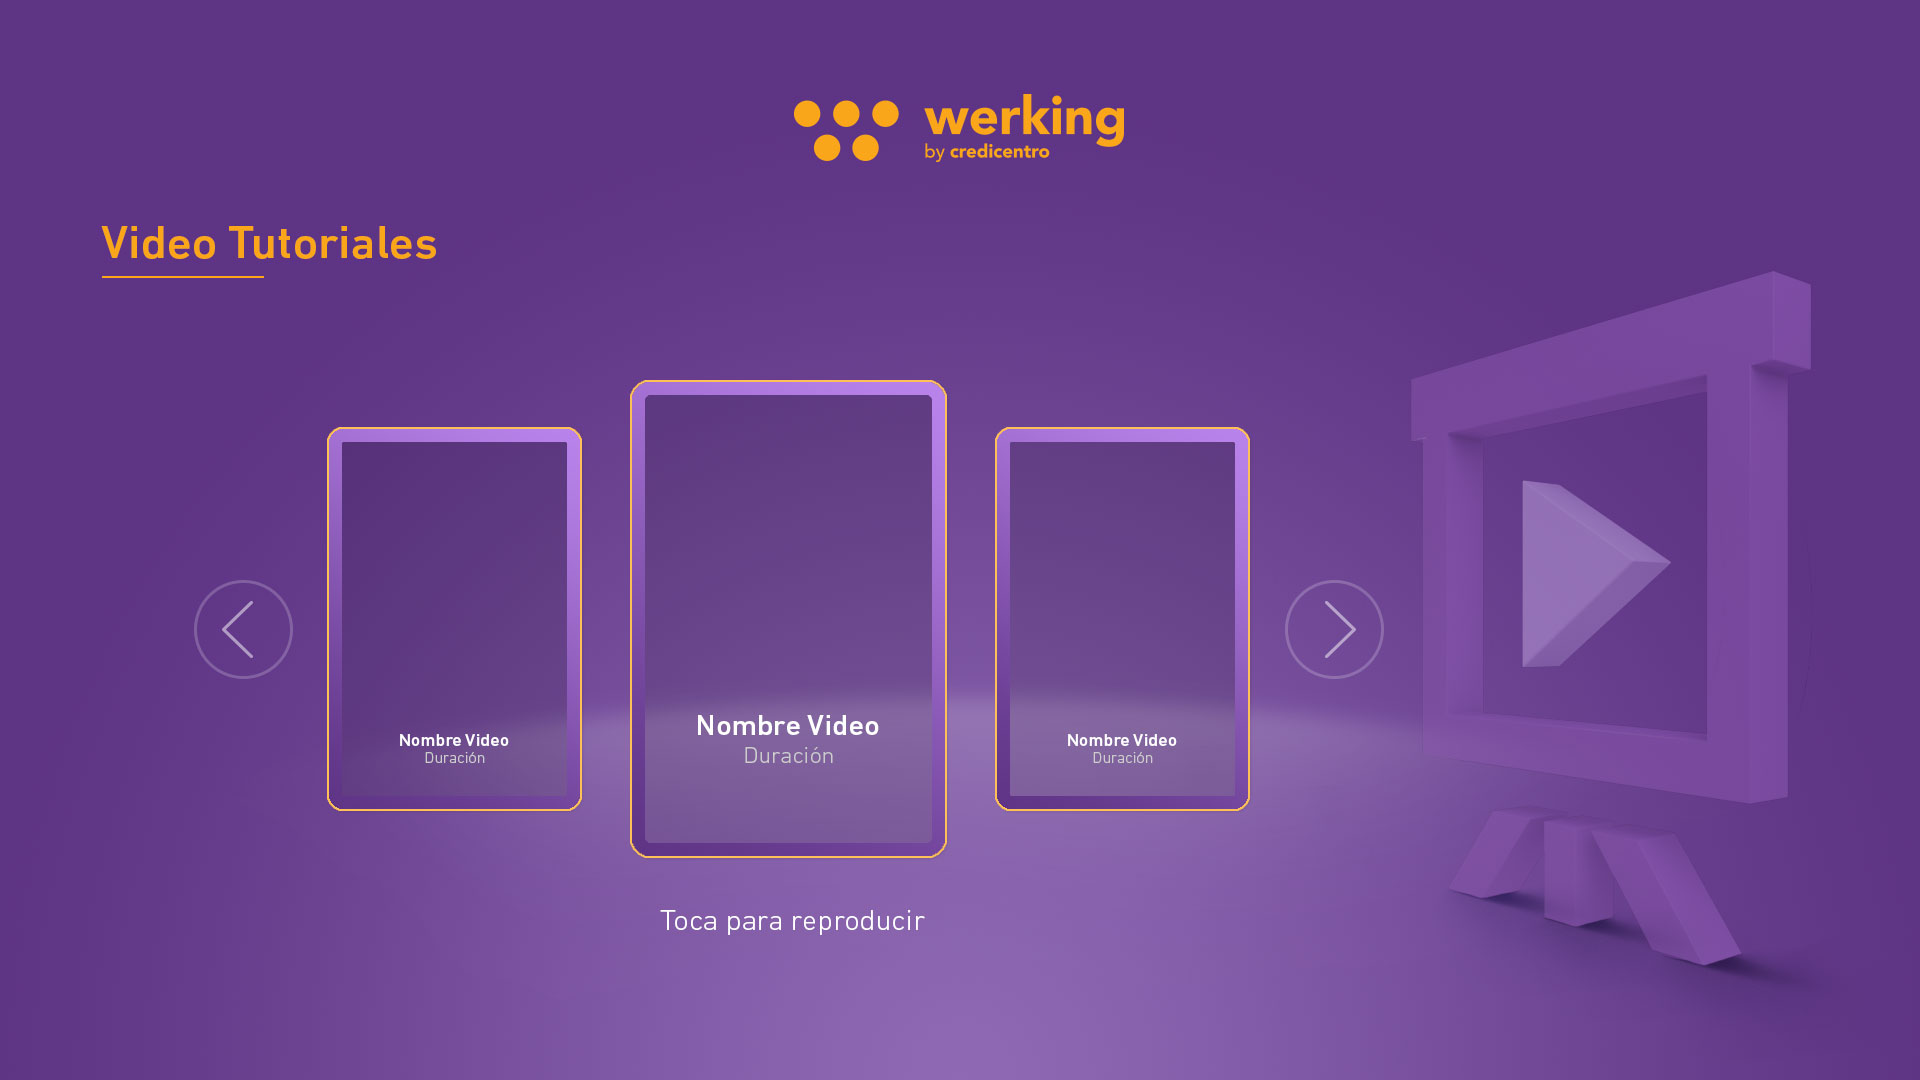 werking
by credicentro
Video Tutoriales
Nombre Video
Duración
Nombre Video
Duración
Nombre Video
Duración
Toca para reproducir